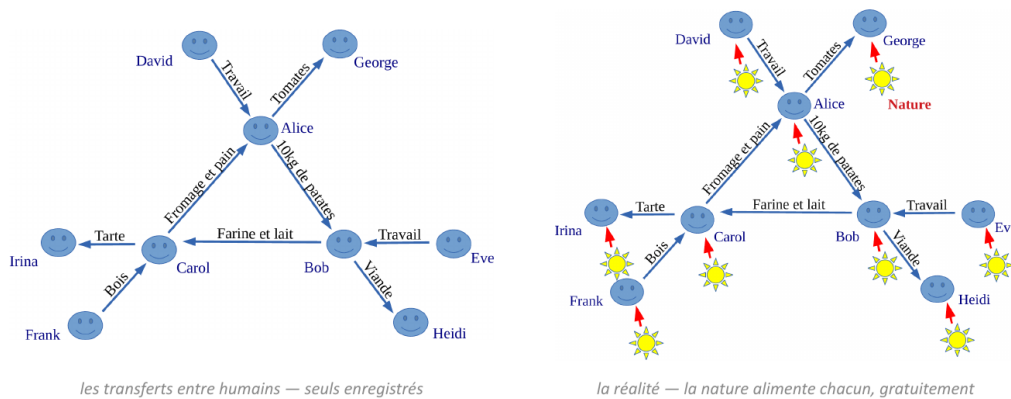 David
George
Travail
Tomates
Alice
Fromage et pain
10kg de patates
Irina
Tarte
Carol
Farine et lait
Bob
Travail
Eve
Bois
Viande
Frank
Heidi
les transferts entre humains — seuls enregistrés
David
George
Travail
Tomates
Nature
Alice
Fromage et pain
10kg de patates
Irina
Tarte
Carol
Farine et lait
Bob
Travail
Ev
Bois
Viande
Frank
Heidi
la réalité — la nature alimente chacun, gratuitement